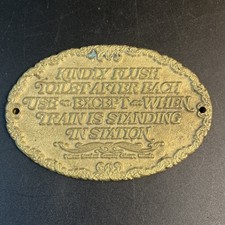 KINDLY FLUSH
TOILET AFTER EACH
USE EXCEPT WHEN
TRAIN IS STANDING
IN STATION